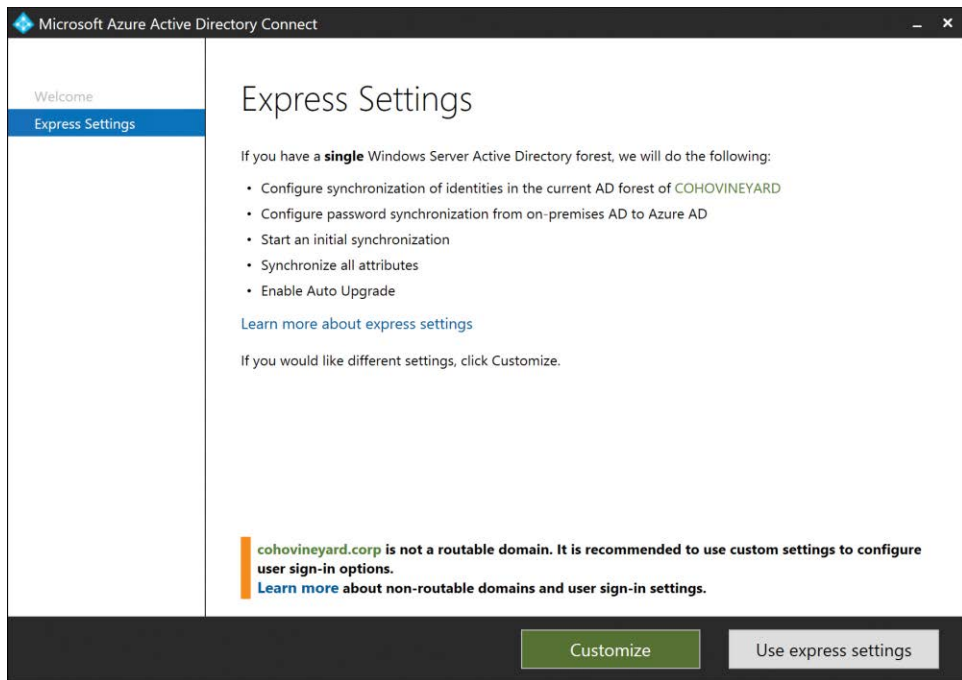 Microsoft Azure Active Directory Connect
Welcome
Express Settings
Express Settings
If you have a single Windows Server Active Directory forest, we will do the following:
• Configure synchronization of identities in the current AD forest of COHOVINEYARD
• Configure password synchronization from on-premises AD to Azure AD
• Start an initial synchronization
• Synchronize all attributes
• Enable Auto Upgrade
Learn more about express settings
If you would like different settings, click Customize.
cohovineyard.corp is not a routable domain. It is recommended to use custom settings to configure
user sign-in options.
Learn more about non-routable domains and user sign-in settings.
Customize
Use express settings